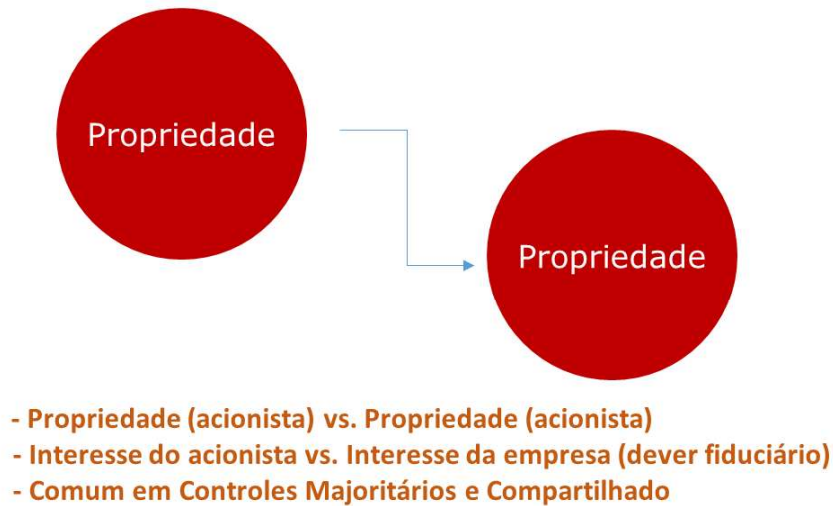 Propriedade
Propriedade
- Propriedade (acionista) vs. Propriedade (acionista)
- Interesse do acionista vs. Interesse da empresa (dever fiduciário)
- Comum em Controles Majoritários e Compartilhado